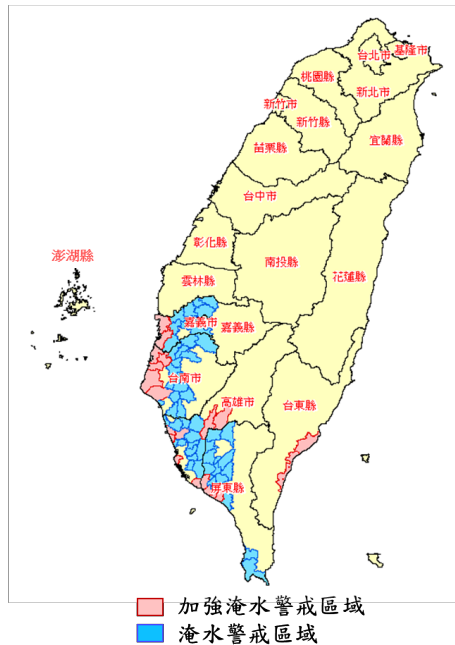 基隆市
台北市
桃園縣
新北市
新竹市
新竹縣
宜蘭縣
苗栗縣
台中市
彰化縣
澎湖縣
南投縣
花蓮縣
雲林縣
嘉義市
嘉義縣
台南市
高雄市
台東縣
屏東縣
加強淹水警戒區域
淹水警戒區域